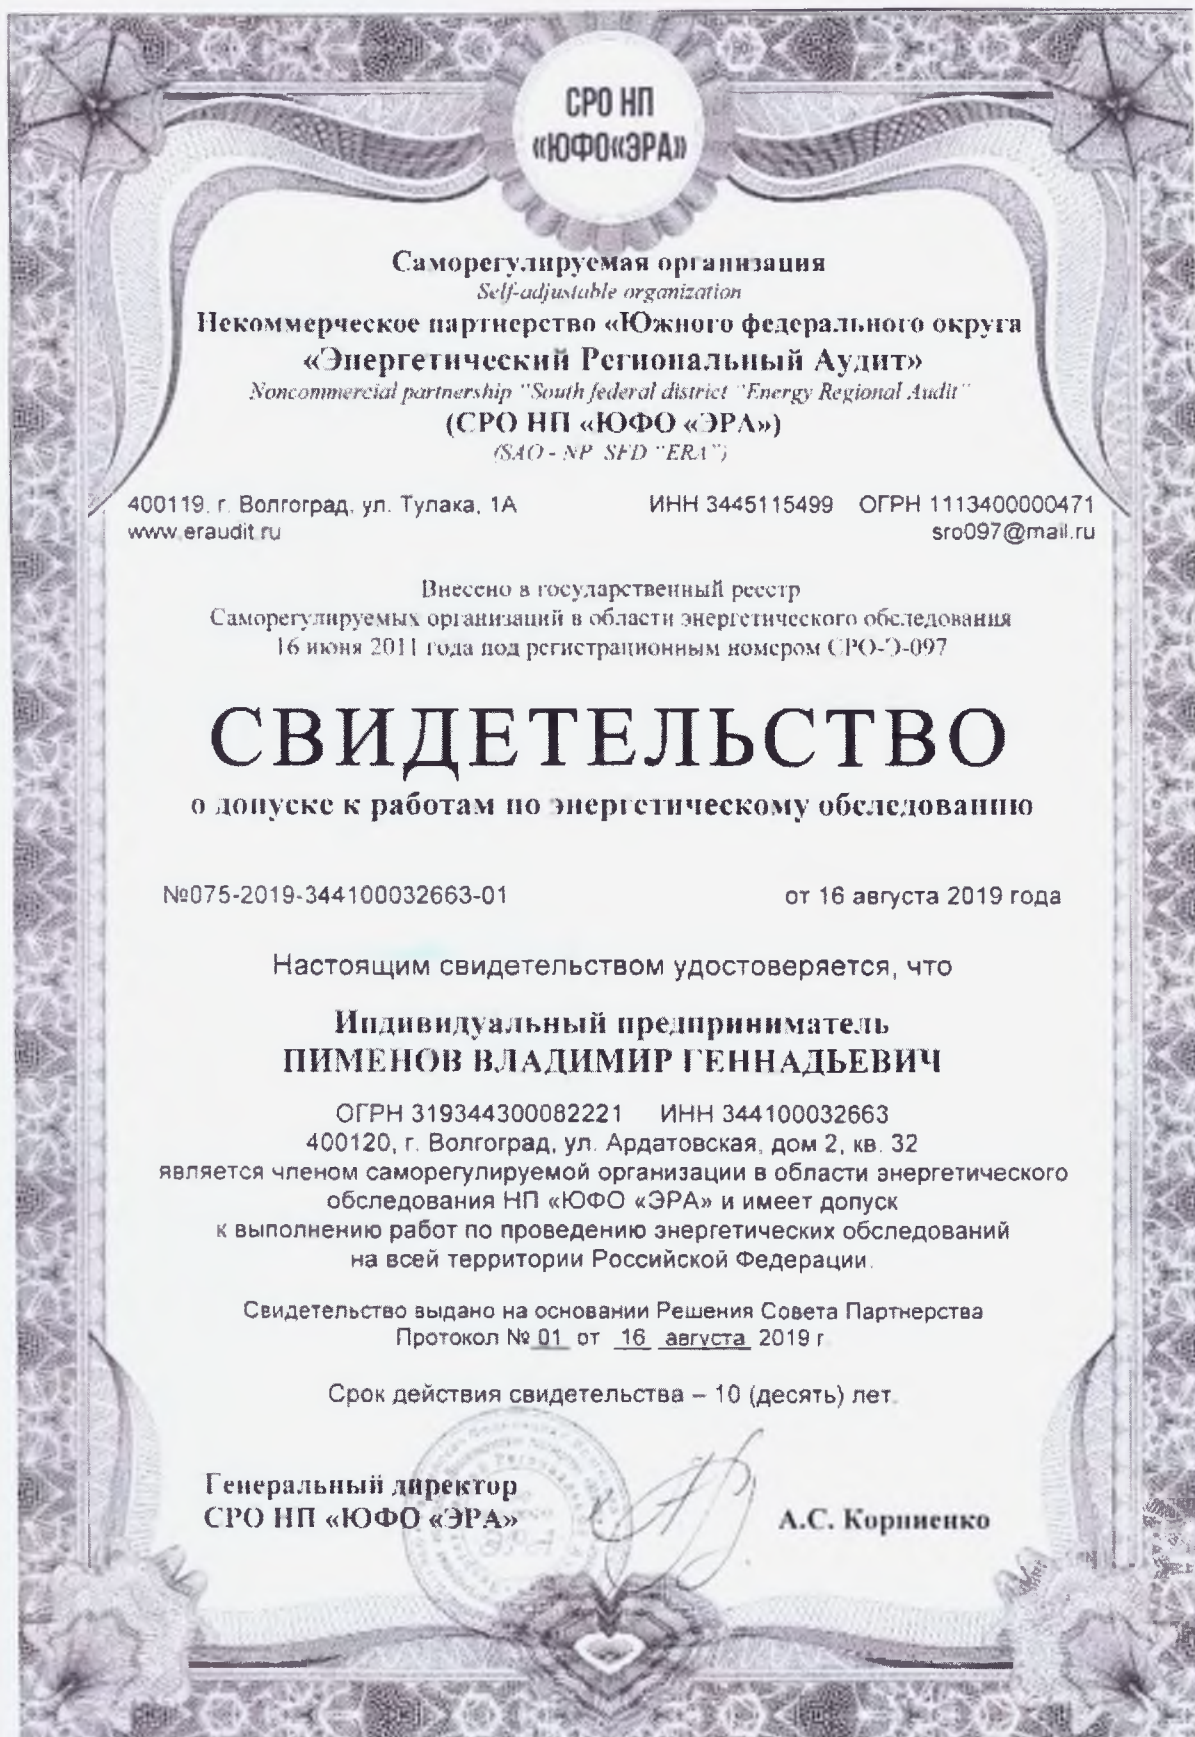 СРО НП
«ЮФО«ЭРА»
Саморегулируемая организация
Self-adjustable organization
Некоммерческое партнерство «Южного федерального округа
«Энергетический Региональный Аудит»
Noncommercial partnership "South federal district "Energy Regional Audit"
(СРО НП «ЮФО «ЭРА»)
(SAO - NP SFD "ERA")
400119, г. Волгоград, ул. Тулака, 1А ИНН 3445115499 ОГРН 1113400000471
www.eraudit.ru sro097@mail.ru
Внесено в государственный реестр
Саморегулируемых организаций в области энергетического обследования
16 июня 2011 года под регистрационным номером СРО-Э-097
СВИДЕТЕЛЬСТВО
о допуске к работам по энергетическому обследованию
№075-2019-344100032663-01 от 16 августа 2019 года
Настоящим свидетельством удостоверяется, что
Индивидуальный предприниматель
ПИМЕНОВ ВЛАДИМИР ГЕННАДЬЕВИЧ
ОГРН 319344300082221 ИНН 344100032663
400120, г. Волгоград, ул. Ардатовская, дом 2, кв. 32
является членом саморегулируемой организации в области энергетического
обследования НП «ЮФО «ЭРА» и имеет допуск
к выполнению работ по проведению энергетических обследований
на всей территории Российской Федерации.
Свидетельство выдано на основании Решения Совета Партнерства
Протокол № 01 от 16 августа 2019 г.
Срок действия свидетельства – 10 (десять) лет.
Генеральный директор
СРО НП «ЮФО «ЭРА» А.С. Корниенко